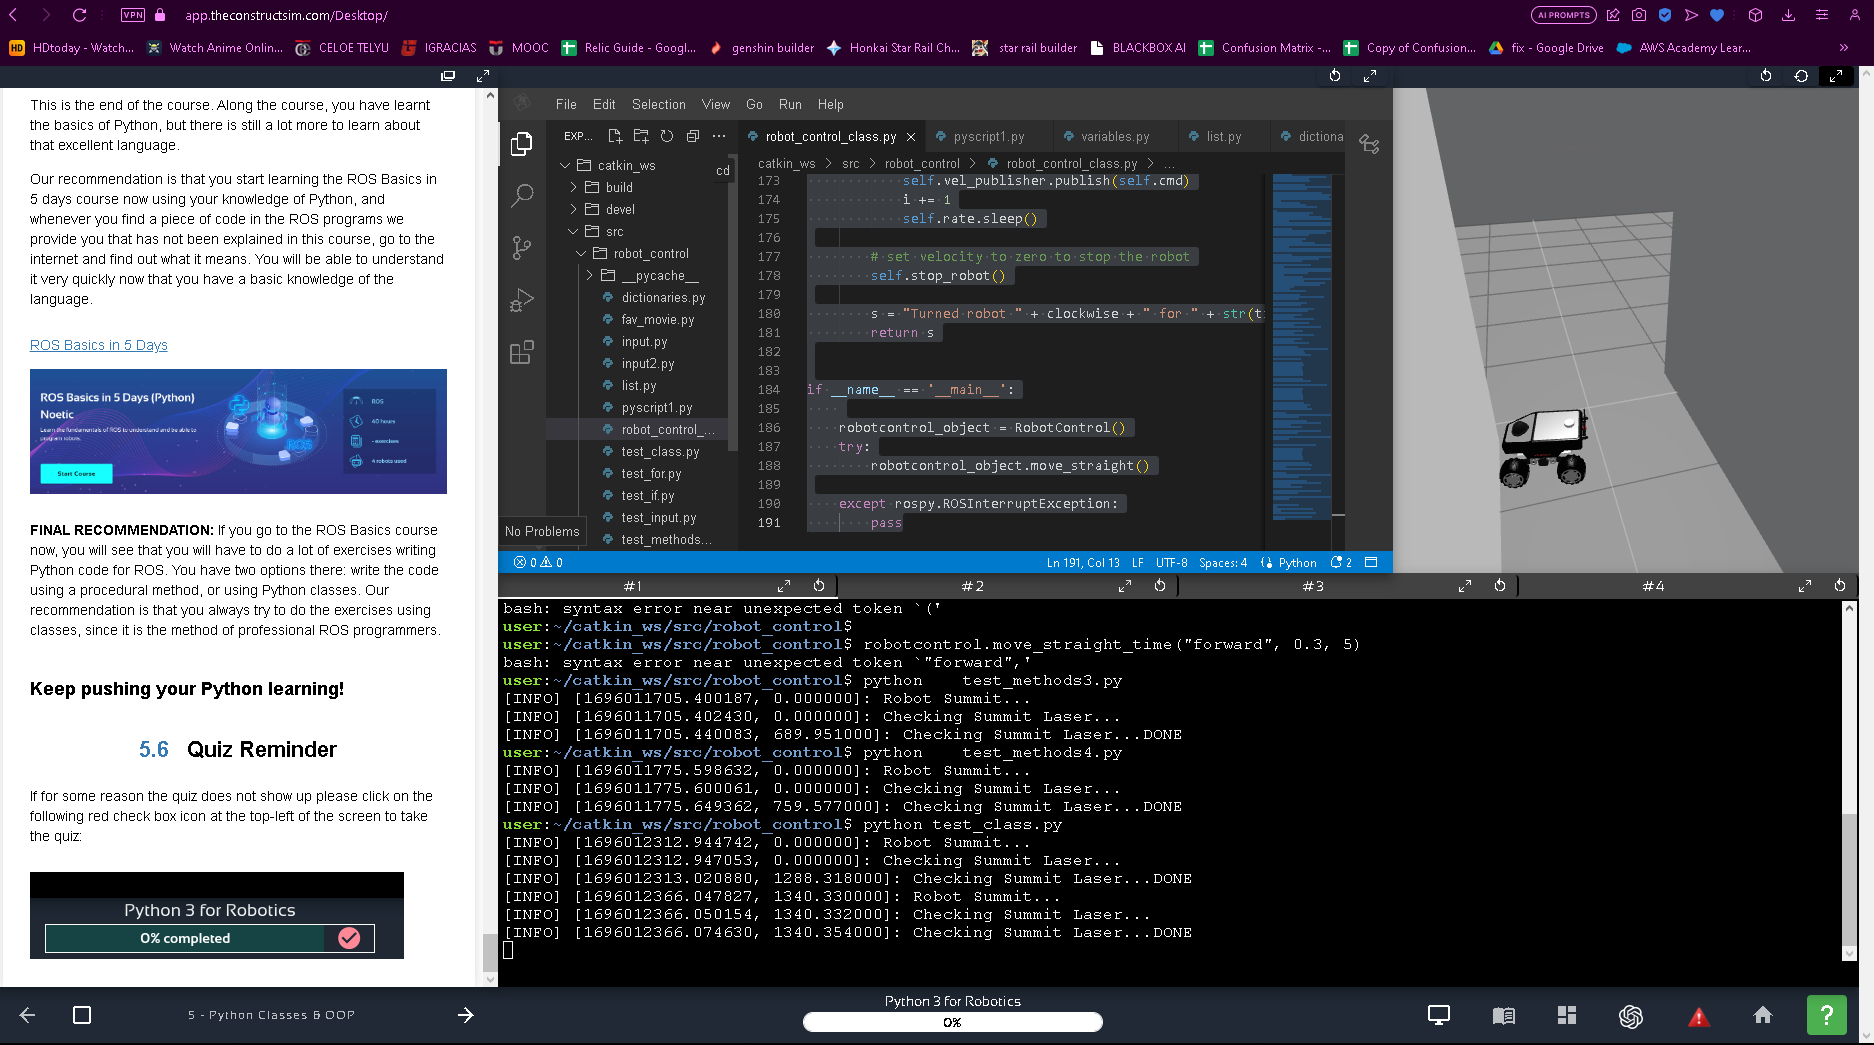 VPN
app.theconstructsim.com/Desktop/
AI PROMPTS
HD HDtoday - Watch...
Watch Anime Onlin...
CELOE TELYU
IGRACIAS
MOOC
Relic Guide - Googl...
genshin builder
Honkai Star Rail Ch...
star rail builder
BLACKBOX AI
Confusion Matrix -...
Copy of Confusion...
fix - Google Drive
AWS Academy Lear...
This is the end of the course. Along the course, you have learnt
the basics of Python, but there is still a lot more to learn about
that excellent language.
Our recommendation is that you start learning the ROS Basics in
5 days course now using your knowledge of Python, and
whenever you find a piece of code in the ROS programs we
provide you that has not been explained in this course, go to the
internet and find out what it means. You will be able to understand
it very quickly now that you have a basic knowledge of the
language.
ROS Basics in 5 Days
ROS Basics in 5 Days (Python)
Noetic
Learn the fundamentals of ROS to understand and be able to
program robots.
Start Course
ROS
ROS
40 hours
- exercises
4 robots used
FINAL RECOMMENDATION: If you go to the ROS Basics course
now, you will see that you will have to do a lot of exercises writing
Python code for ROS. You have two options there: write the code
using a procedural method, or using Python classes. Our
recommendation is that you always try to do the exercises using
classes, since it is the method of professional ROS programmers.
Keep pushing your Python learning!
5.6 Quiz Reminder
If for some reason the quiz does not show up please click on the
following red check box icon at the top-left of the screen to take
the quiz:
Python 3 for Robotics
0% completed
File Edit Selection View Go Run Help
EXP...
catkin_ws
cd
build
devel
src
robot_control
__pycache__
dictionaries.py
fav_movie.py
input.py
input2.py
list.py
pyscript1.py
robot_control_...
test_class.py
test_for.py
test_if.py
test_input.py
test_methods...
No Problems
robot_control_class.py
pyscript1.py
variables.py
list.py
dictiona
catkin_ws > src > robot_control > robot_control_class.py > ...
173 self.vel_publisher.publish(self.cmd)
174 i += 1
175 self.rate.sleep()
176
177 # set velocity to zero to stop the robot
178 self.stop_robot()
179
180 s = "Turned robot " + clockwise + " for " + str(t
181 return s
182
183
184 if __name__ == '__main__':
185
186 robotcontrol_object = RobotControl()
187 try:
188 robotcontrol_object.move_straight()
189
190 except rospy.ROSInterruptException:
191 pass
0 0
Ln 191, Col 13 LF UTF-8 Spaces: 4 Python 2
#1 #2 #3 #4
bash: syntax error near unexpected token `('
user:~/catkin_ws/src/robot_control$
user:~/catkin_ws/src/robot_control$ robotcontrol.move_straight_time("forward", 0.3, 5)
bash: syntax error near unexpected token `"forward",'
user:~/catkin_ws/src/robot_control$ python test_methods3.py
[INFO] [1696011705.400187, 0.000000]: Robot Summit...
[INFO] [1696011705.402430, 0.000000]: Checking Summit Laser...
[INFO] [1696011705.440083, 689.951000]: Checking Summit Laser...DONE
user:~/catkin_ws/src/robot_control$ python test_methods4.py
[INFO] [1696011775.598632, 0.000000]: Robot Summit...
[INFO] [1696011775.600061, 0.000000]: Checking Summit Laser...
[INFO] [1696011775.649362, 759.577000]: Checking Summit Laser...DONE
user:~/catkin_ws/src/robot_control$ python test_class.py
[INFO] [1696012312.944742, 0.000000]: Robot Summit...
[INFO] [1696012312.947053, 0.000000]: Checking Summit Laser...
[INFO] [1696012313.020880, 1288.318000]: Checking Summit Laser...DONE
[INFO] [1696012366.047827, 1340.330000]: Robot Summit...
[INFO] [1696012366.050154, 1340.332000]: Checking Summit Laser...
[INFO] [1696012366.074630, 1340.354000]: Checking Summit Laser...DONE
5 - Python Classes & OOP
Python 3 for Robotics
0%
?